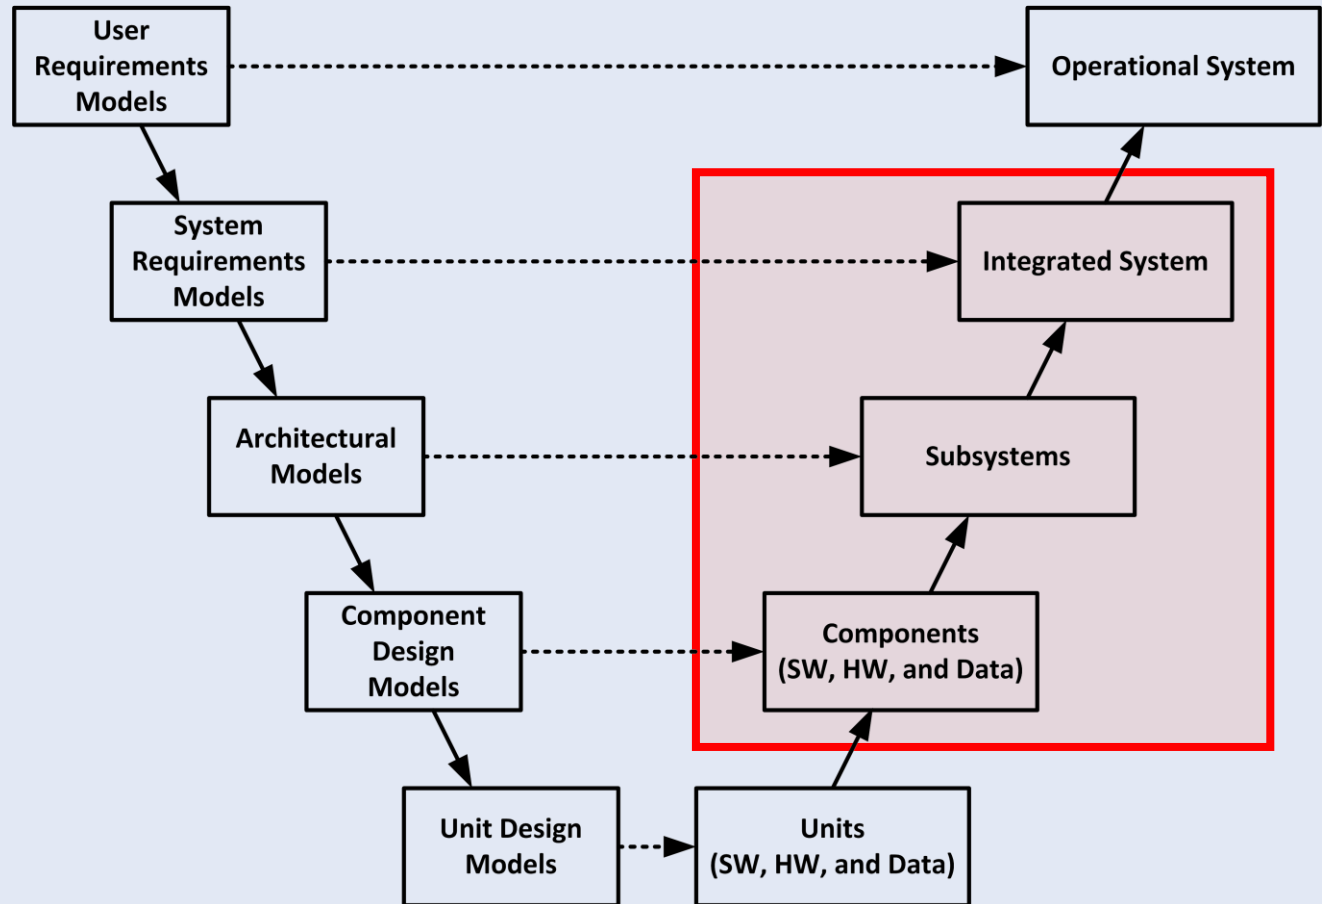 User
Requirements
Models
Operational System
System
Requirements
Models
Integrated System
Architectural
Models
Subsystems
Component
Design
Models
Components
(SW, HW, and Data)
Unit Design
Models
Units
(SW, HW, and Data)